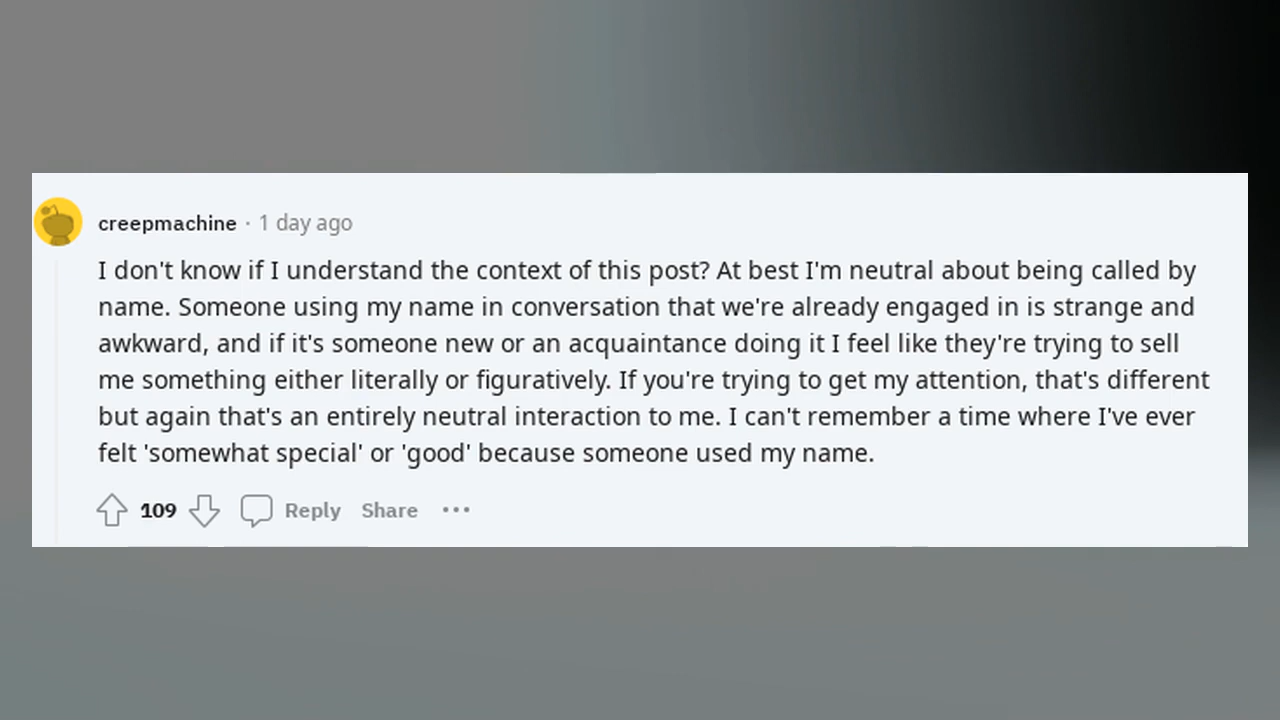 creepmachine · 1 day ago
I don't know if I understand the context of this post? At best I'm neutral about being called by
name. Someone using my name in conversation that we're already engaged in is strange and
awkward, and if it's someone new or an acquaintance doing it I feel like they're trying to sell
me something either literally or figuratively. If you're trying to get my attention, that's different
but again that's an entirely neutral interaction to me. I can't remember a time where I've ever
felt 'somewhat special' or 'good' because someone used my name.
109 Reply Share •••